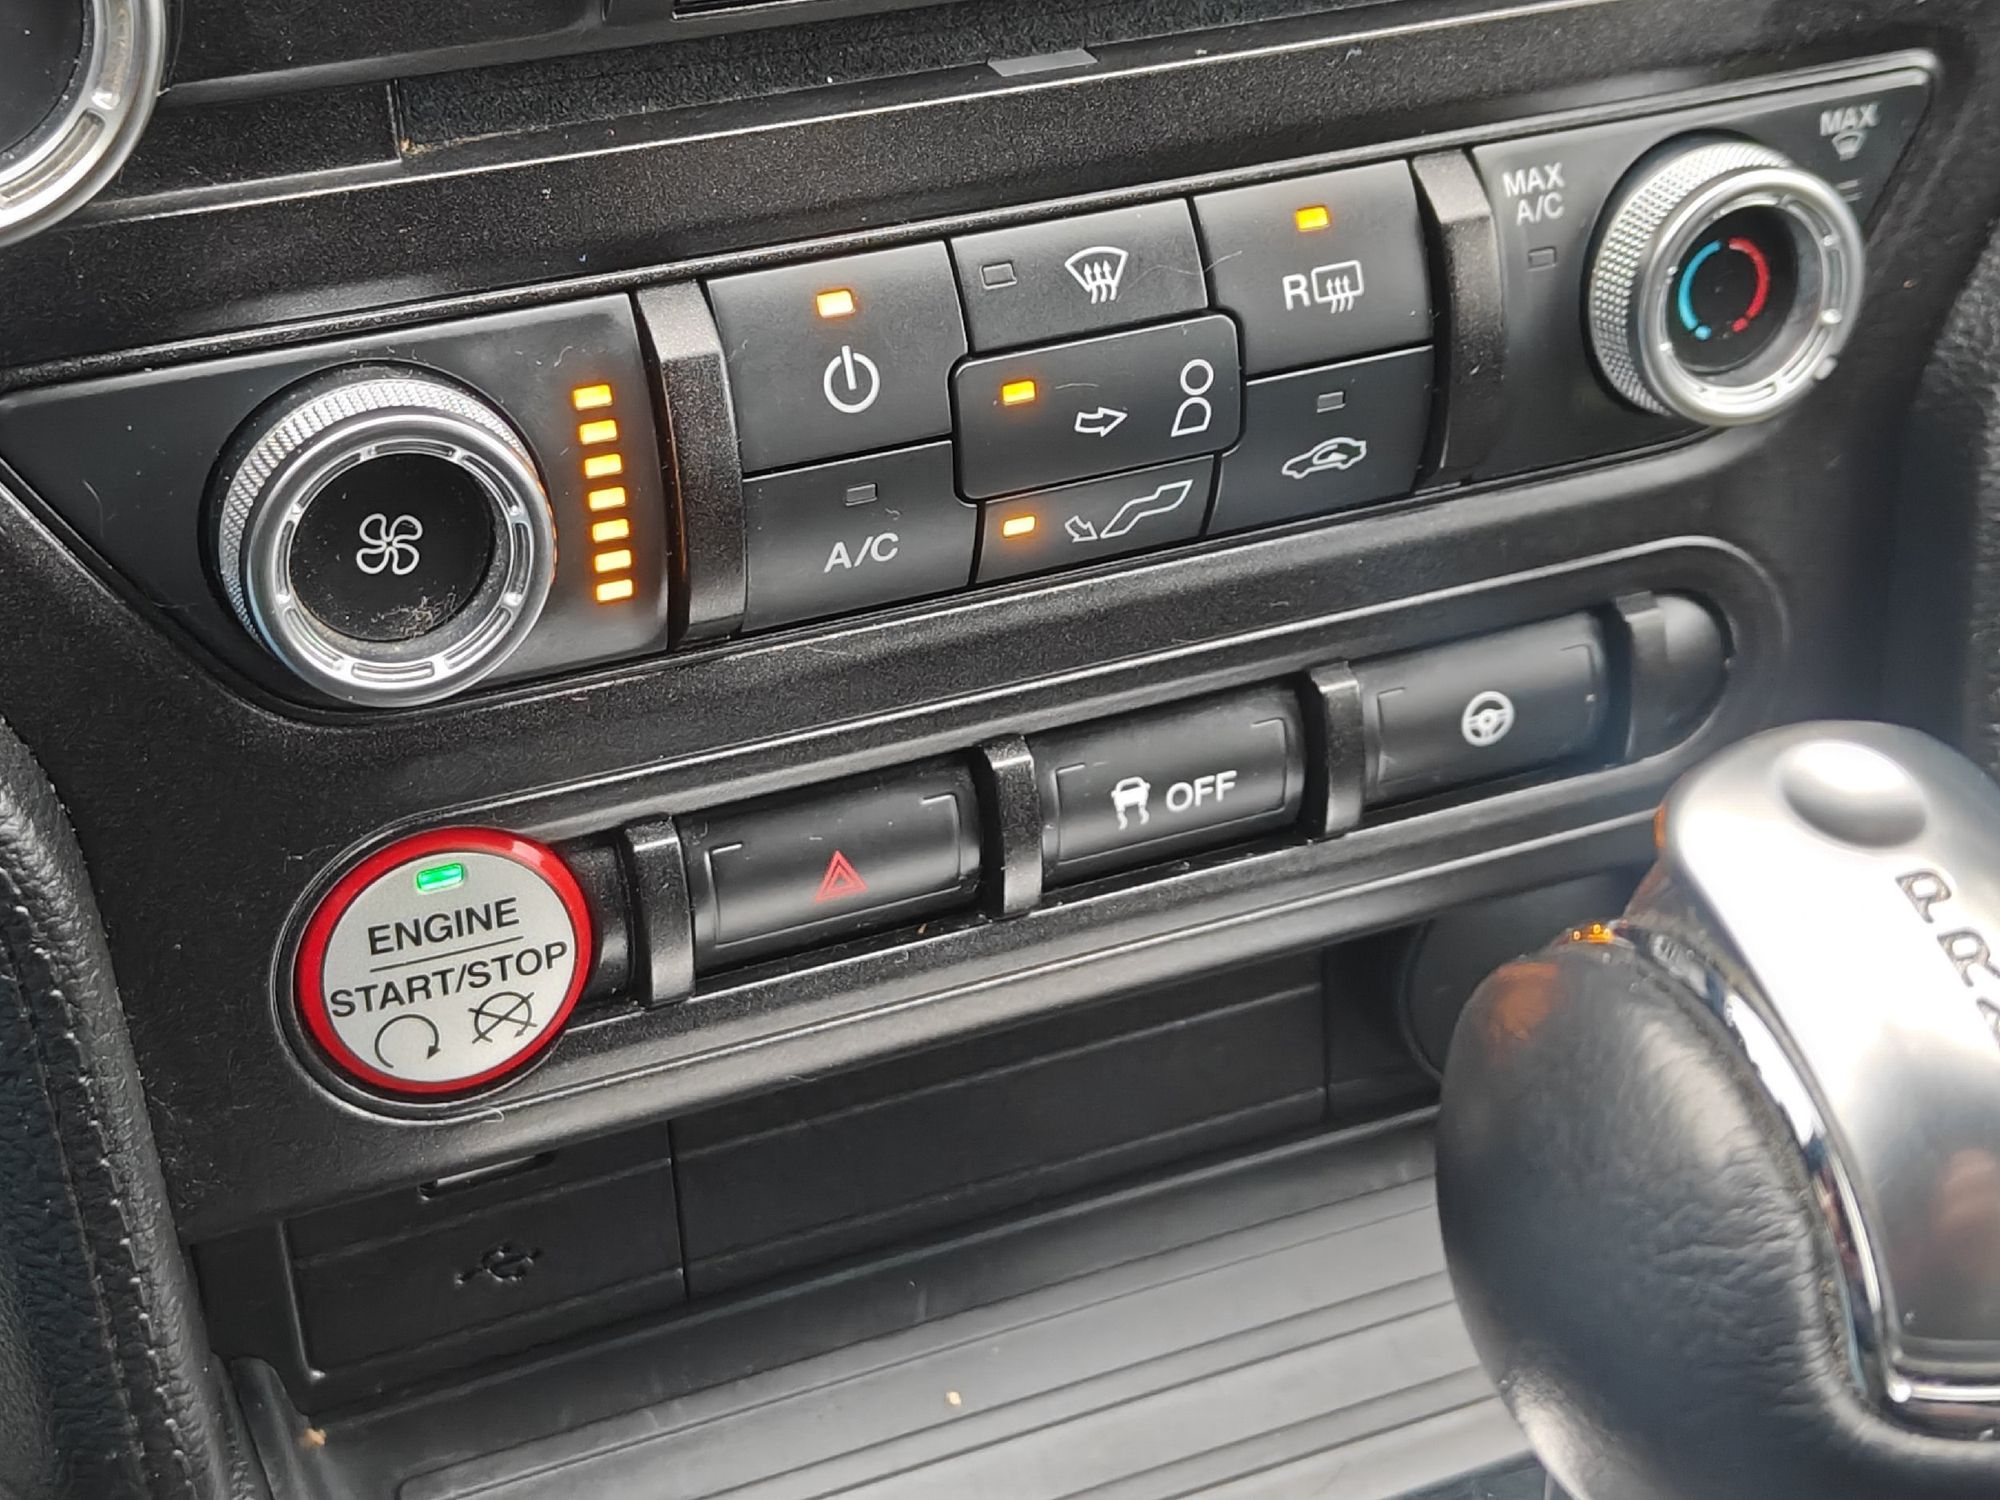 MAX
MAX
A/C
R
A/C
OFF
ENGINE
START/STOP
P
R